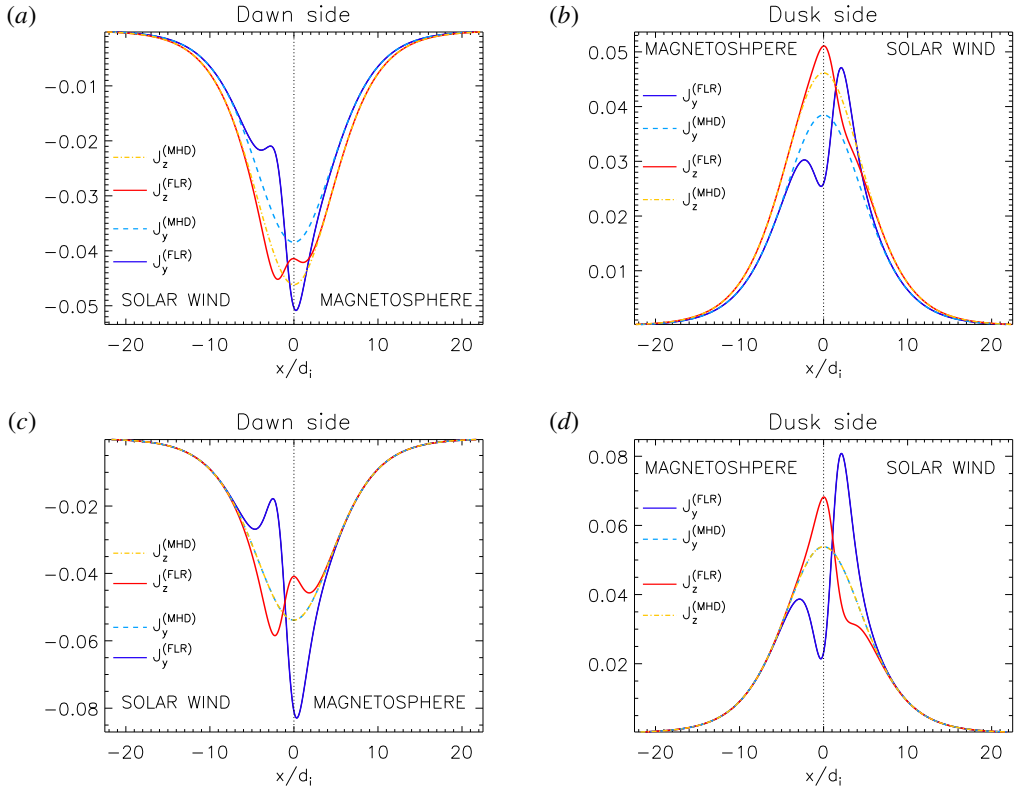 (a)
Dawn side
-0.01
-0.02
-0.03
-0.04
-0.05
J_z^(MHD)
J_z^(FLR)
J_y^(MHD)
J_y^(FLR)
SOLAR WIND MAGNETOSPHERE
-20 -10 0 10 20
x/d_i
(b)
Dusk side
0.05
0.04
0.03
0.02
0.01
MAGNETOSHPERE SOLAR WIND
J_y^(FLR)
J_y^(MHD)
J_z^(FLR)
J_z^(MHD)
-20 -10 0 10 20
x/d_i
(c)
Dawn side
-0.02
-0.04
-0.06
-0.08
J_z^(MHD)
J_z^(FLR)
J_y^(MHD)
J_y^(FLR)
SOLAR WIND MAGNETOSPHERE
-20 -10 0 10 20
x/d_i
(d)
Dusk side
0.08
0.06
0.04
0.02
MAGNETOSHPERE SOLAR WIND
J_y^(FLR)
J_y^(MHD)
J_z^(FLR)
J_z^(MHD)
-20 -10 0 10 20
x/d_i